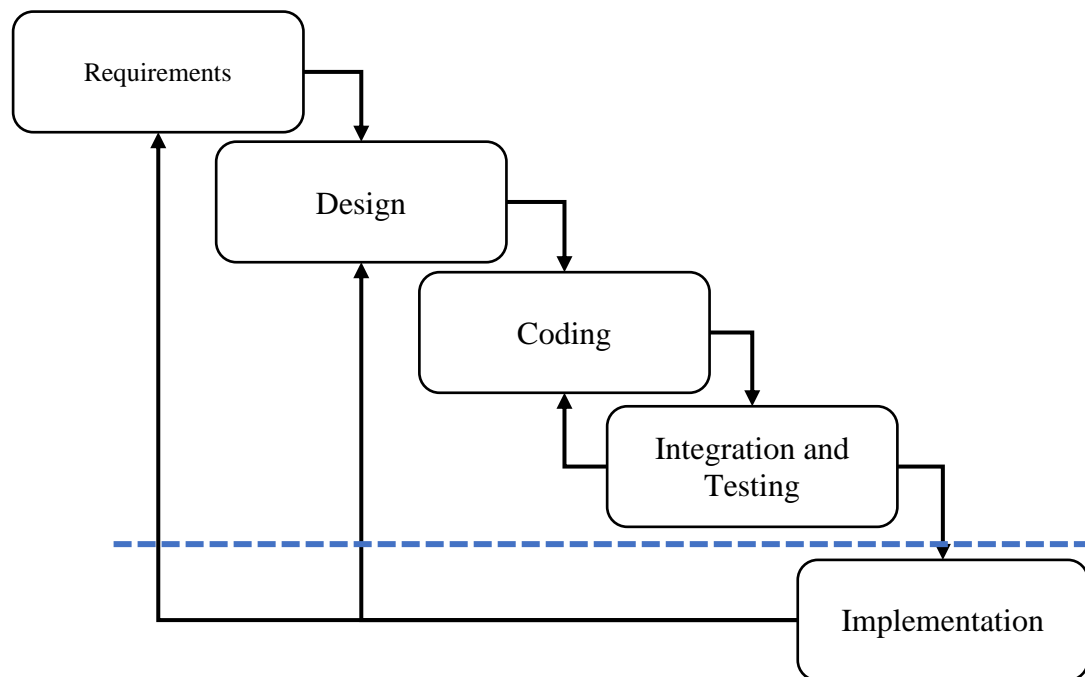 Requirements
Design
Coding
Integration and
Testing
Implementation